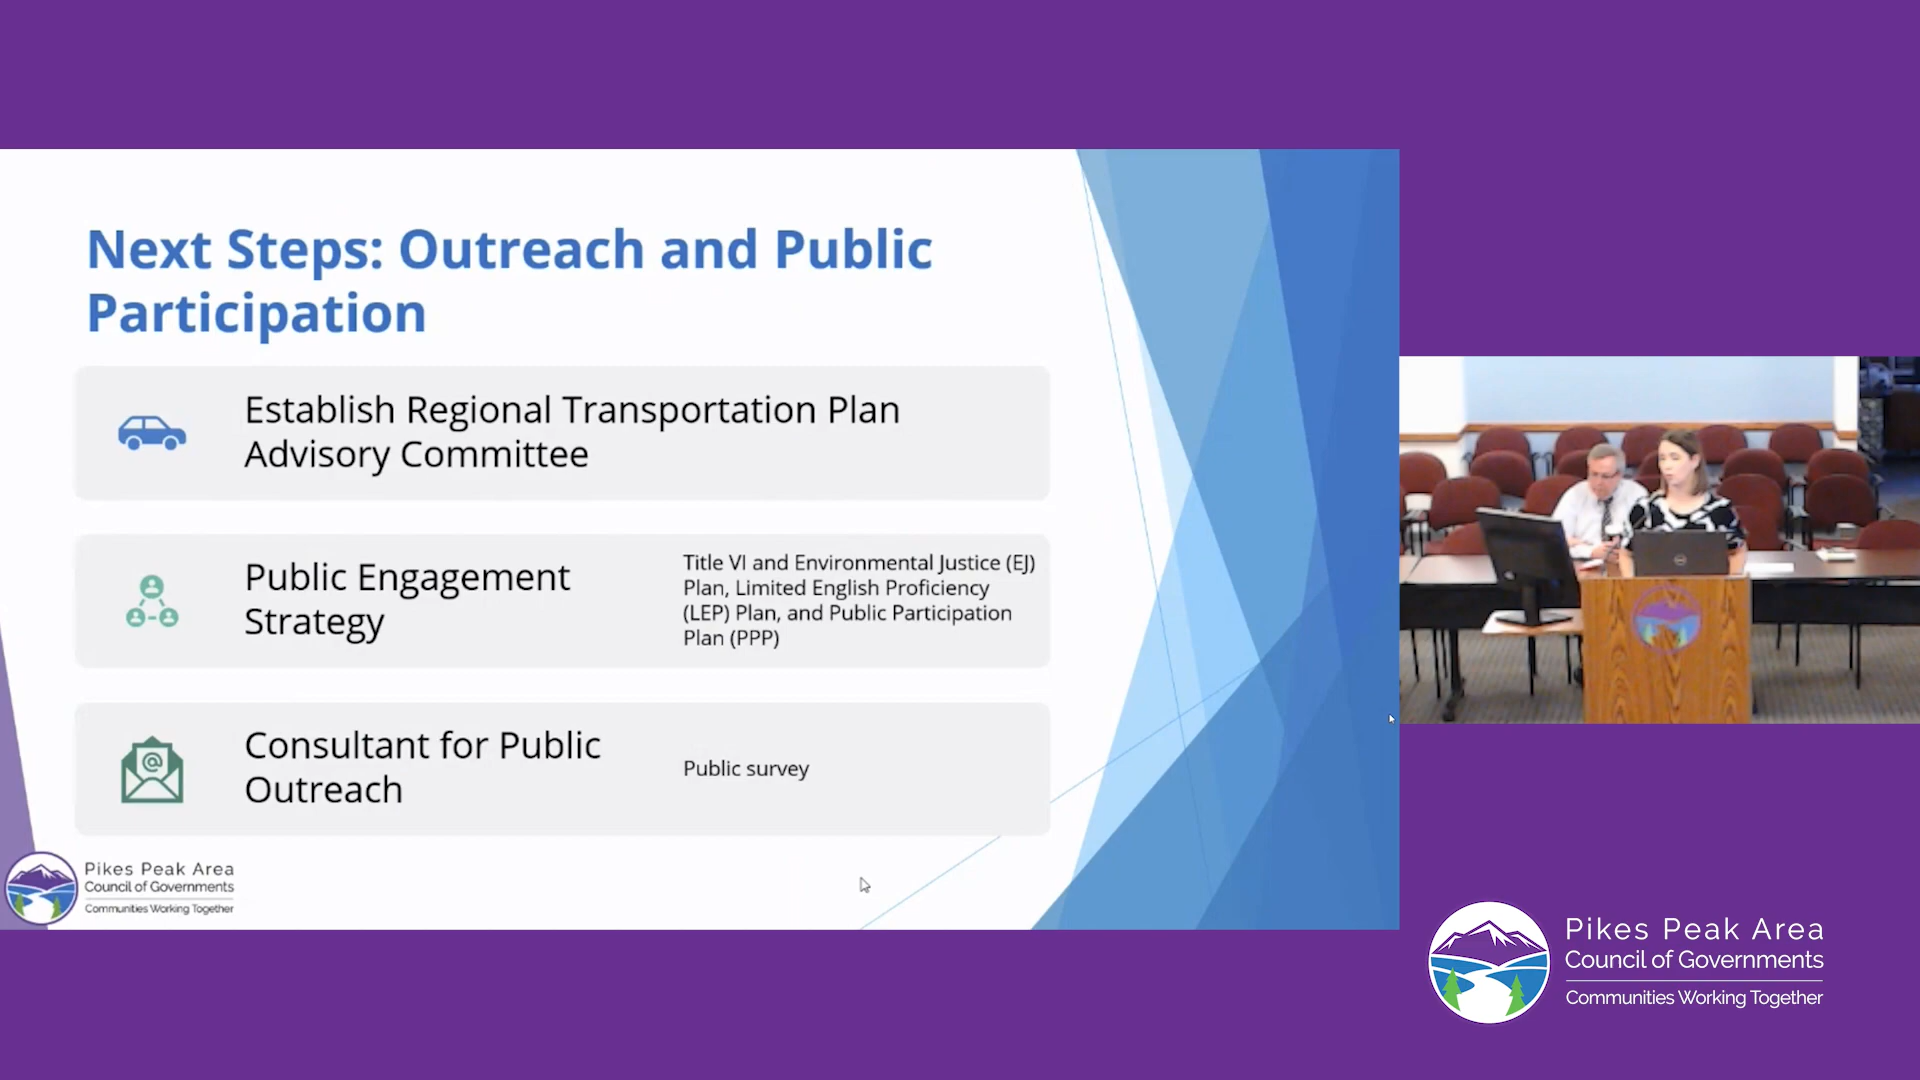 Next Steps: Outreach and Public
Participation
Establish Regional Transportation Plan
Advisory Committee
Public Engagement
Strategy
Title VI and Environmental Justice (EJ)
Plan, Limited English Proficiency
(LEP) Plan, and Public Participation
Plan (PPP)
Consultant for Public
Outreach
@
Public survey
Pikes Peak Area
Council of Governments
Communities Working Together
Pikes Peak Area
Council of Governments
Communities Working Together